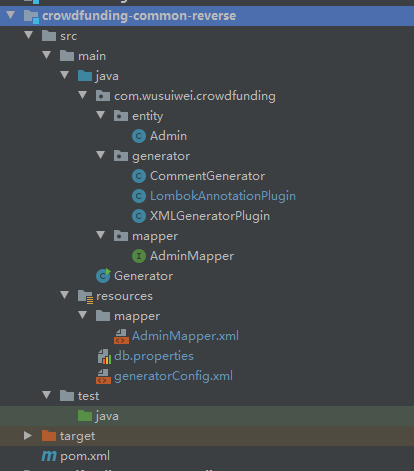 crowdfunding-common-reverse
src
main
java
com.wusuiwei.crowdfunding
entity
Admin
generator
CommentGenerator
LombokAnnotationPlugin
XMLGeneratorPlugin
mapper
AdminMapper
Generator
resources
mapper
AdminMapper.xml
db.properties
generatorConfig.xml
test
java
target
pom.xml